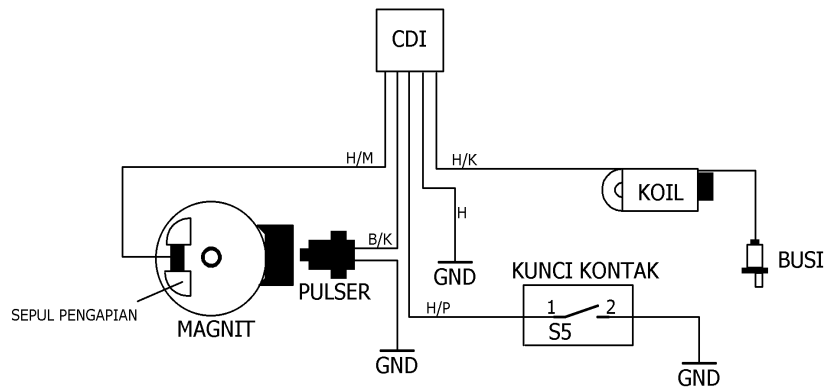 CDI
H/M
H/K
KOIL
H
B/K
GND
BUSI
KUNCI KONTAK
PULSER
H/P
1
2
S5
SEPUL PENGAPIAN
MAGNIT
GND
GND